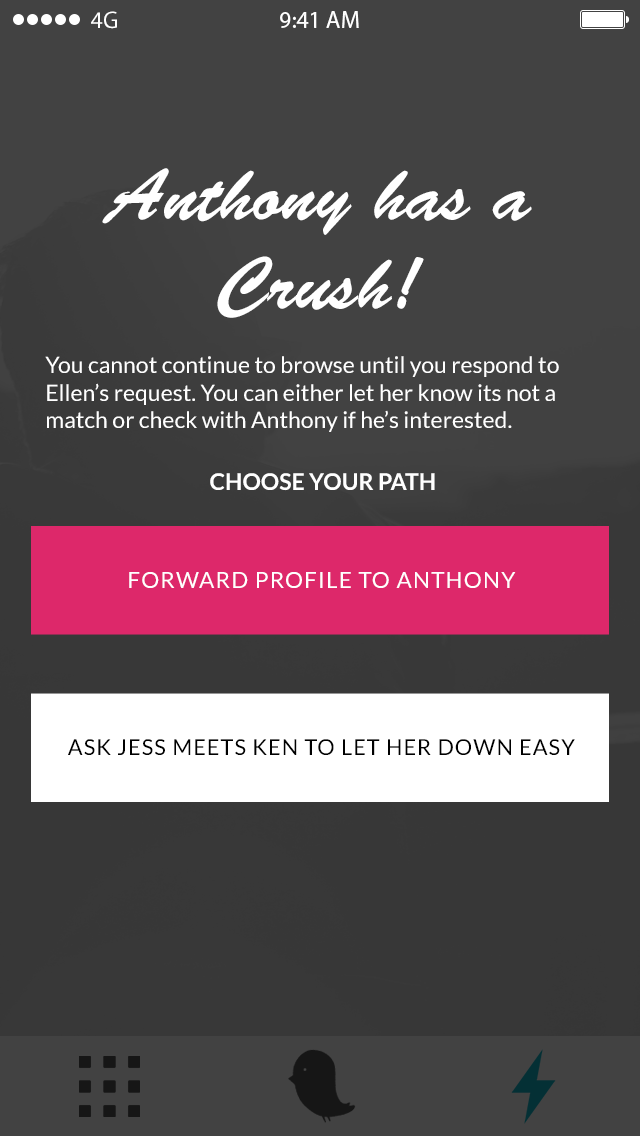 4G 9:41 AM
Anthony has a
Crush!
You cannot continue to browse until you respond to
Ellen’s request. You can either let her know its not a
match or check with Anthony if he’s interested.
CHOOSE YOUR PATH
FORWARD PROFILE TO ANTHONY
ASK JESS MEETS KEN TO LET HER DOWN EASY